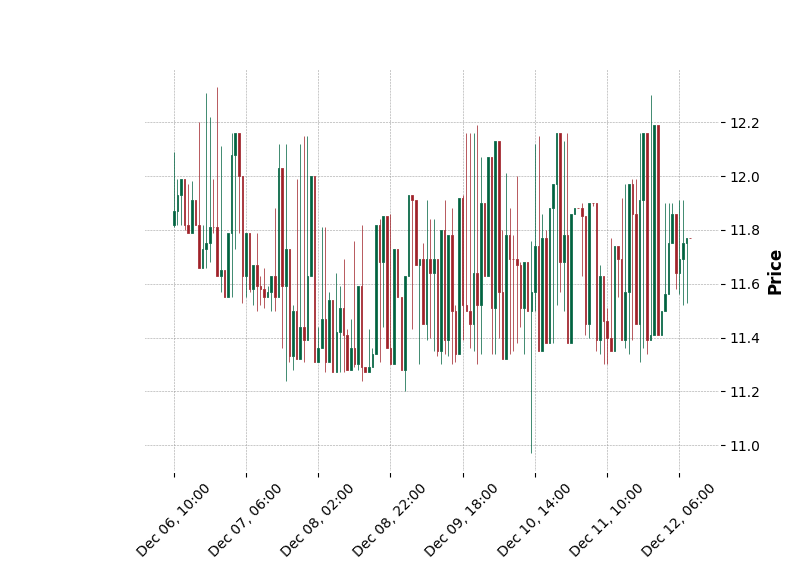 12.2
12.0
11.8
11.6
11.4
11.2
11.0
Price
Dec 06, 10:00
Dec 07, 06:00
Dec 08, 02:00
Dec 08, 22:00
Dec 09, 18:00
Dec 10, 14:00
Dec 11, 10:00
Dec 12, 06:00